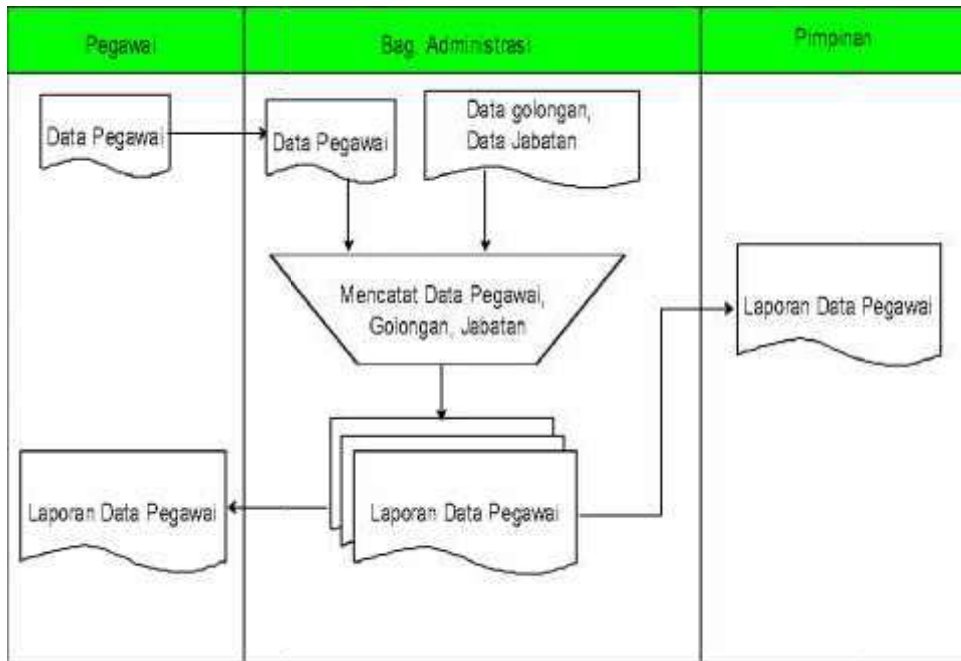 Pegawai
Bag. Administrasi
Pimpinan
Data Pegawai
Data Pegawai
Data golongan,
Data Jabatan
Mencatat Data Pegawai,
Golongan, Jabatan
Laporan Data Pegawai
Laporan Data Pegawai
Laporan Data Pegawai